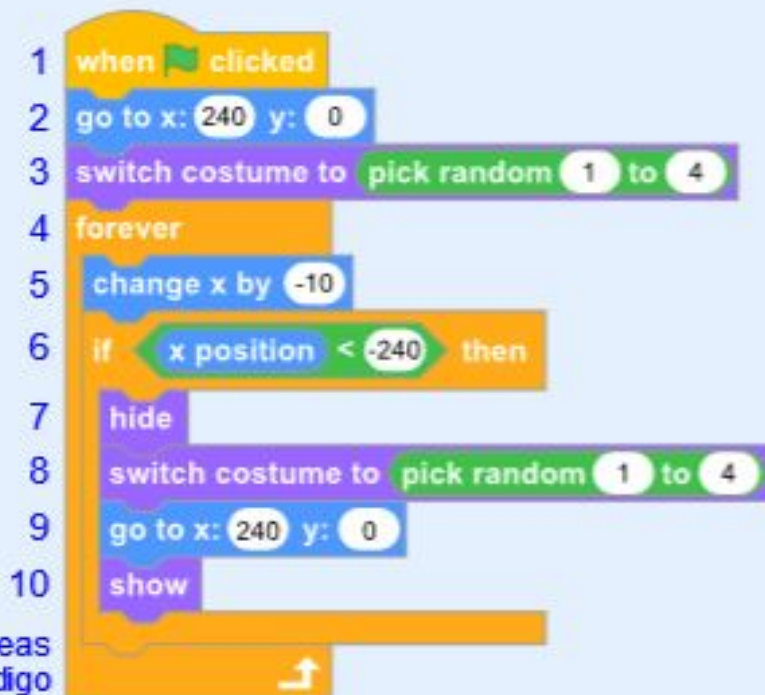 1 when clicked
2 go to x: 240 y: 0
3 switch costume to pick random 1 to 4
4 forever
5 change x by -10
6 if x position < -240 then
7 hide
8 switch costume to pick random 1 to 4
9 go to x: 240 y: 0
10 show
eas
digo